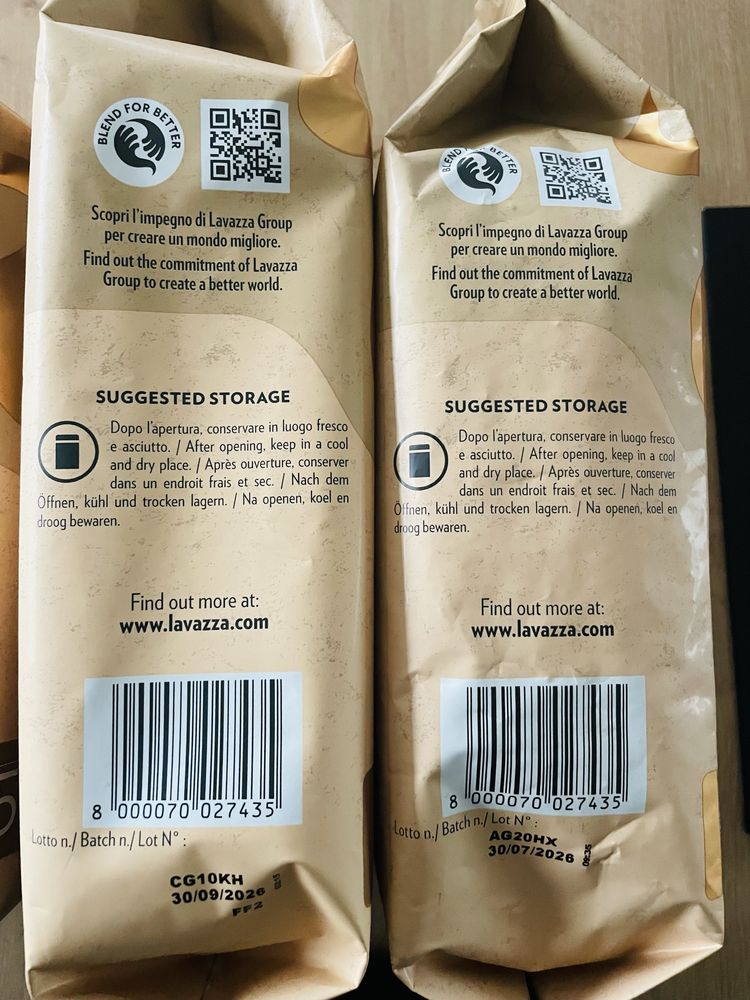 BLEND FOR BETTER
Scopri l'impegno di Lavazza Group
per creare un mondo migliore.
Find out the commitment of Lavazza
Group to create a better world.
SUGGESTED STORAGE
Dopo l'apertura, conservare in luogo fresco
e asciutto. / After opening, keep in a cool
and dry place. / Après ouverture, conserver
dans un endroit frais et sec. / Nach dem
Öffnen, kühl und trocken lagern. / Na openen, koel en
droog bewaren.
Find out more at:
www.lavazza.com
8 000070 027435
Lotto n./ Batch n./ Lot N° :
CG10KH
30/09/2026
FF2
BLEND BETTER
Scopri l'impegno di Lavazza Group
per creare un mondo migliore.
Find out the commitment of Lavazza
Group to create a better world.
SUGGESTED STORAGE
Dopo l'apertura, conservare in luogo fresco
e asciutto. / After opening, keep in a cool
and dry place. / Après ouverture, conserver
dans un endroit frais et sec. / Nach dem
Öffnen, kühl und trocken lagern. / Na openen, koel en
droog bewaren.
Find out more at:
www.lavazza.com
8 000070 027435
Lotto n./ Batch n./ Lot N° :
AG20HX
30/07/2026